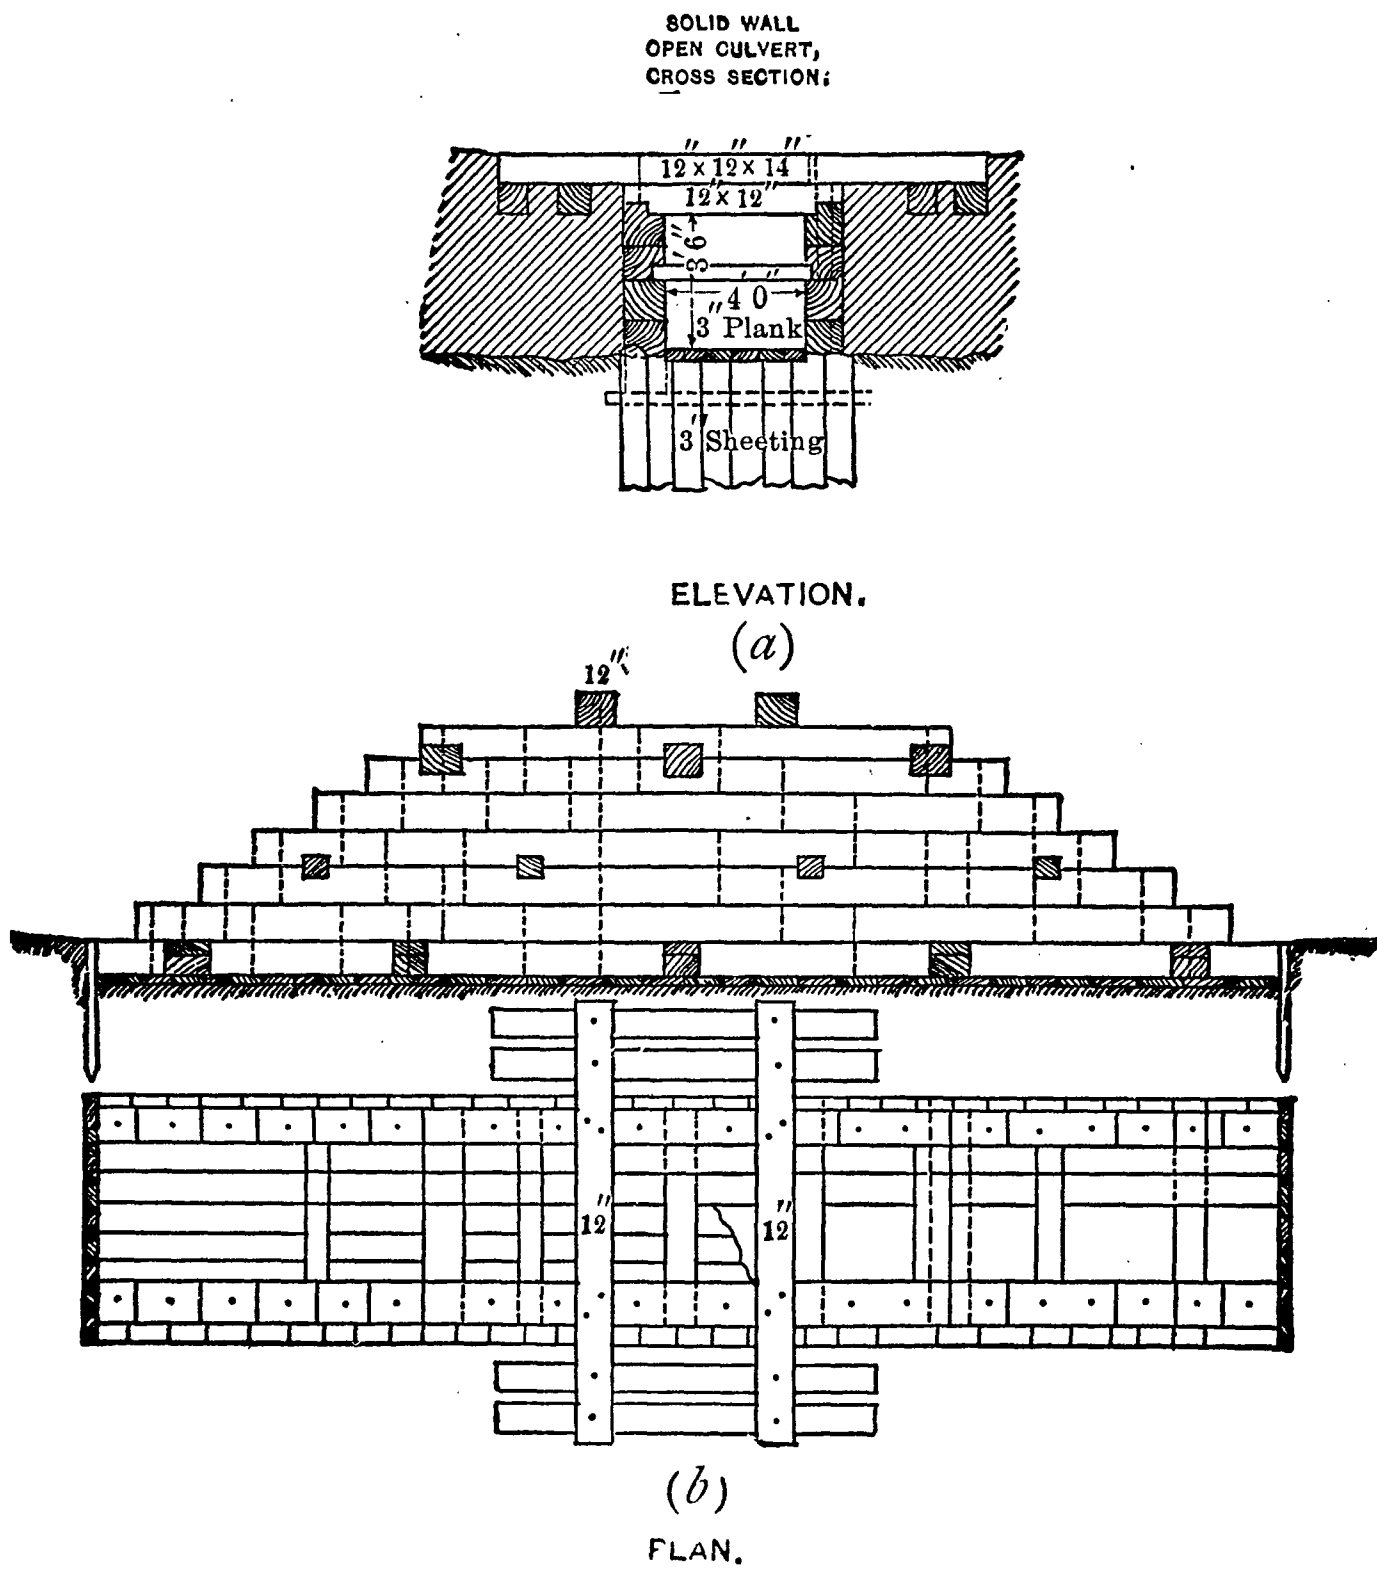 SOLID WALL
OPEN CULVERT,
CROSS SECTION:
12" × 12" × 14"
12" × 12"
3' 6"
4' 0"
3" Plank
3" Sheeting
ELEVATION.
(a)
12"
12"
12"
(b)
PLAN.